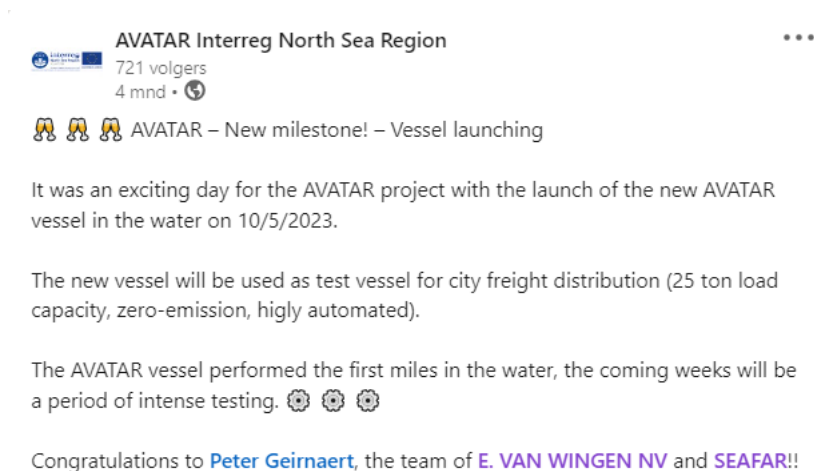 AVATAR Interreg North Sea Region
721 volgers
4 mnd •
AVATAR – New milestone! – Vessel launching
It was an exciting day for the AVATAR project with the launch of the new AVATAR
vessel in the water on 10/5/2023.
The new vessel will be used as test vessel for city freight distribution (25 ton load
capacity, zero-emission, higly automated).
The AVATAR vessel performed the first miles in the water, the coming weeks will be
a period of intense testing.
Congratulations to Peter Geirnaert, the team of E. VAN WINGEN NV and SEAFAR!!